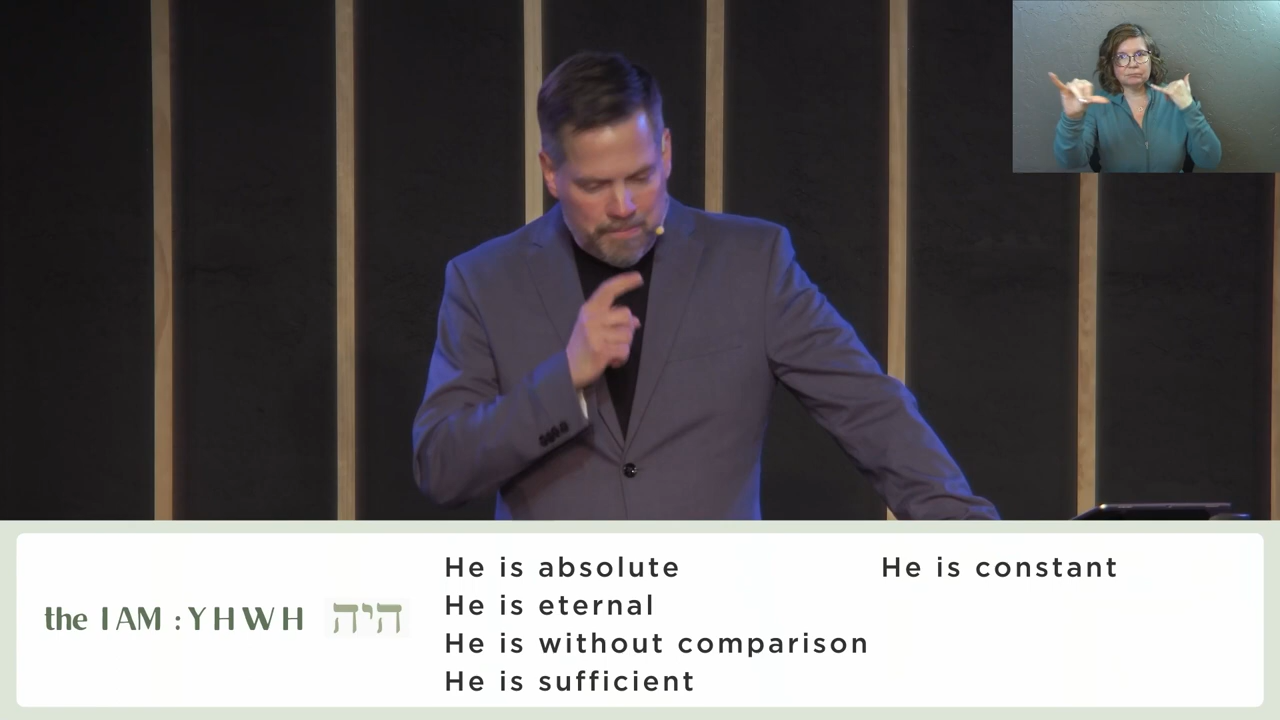 the I AM : YHWH היה
He is absolute
He is eternal
He is without comparison
He is sufficient
He is constant